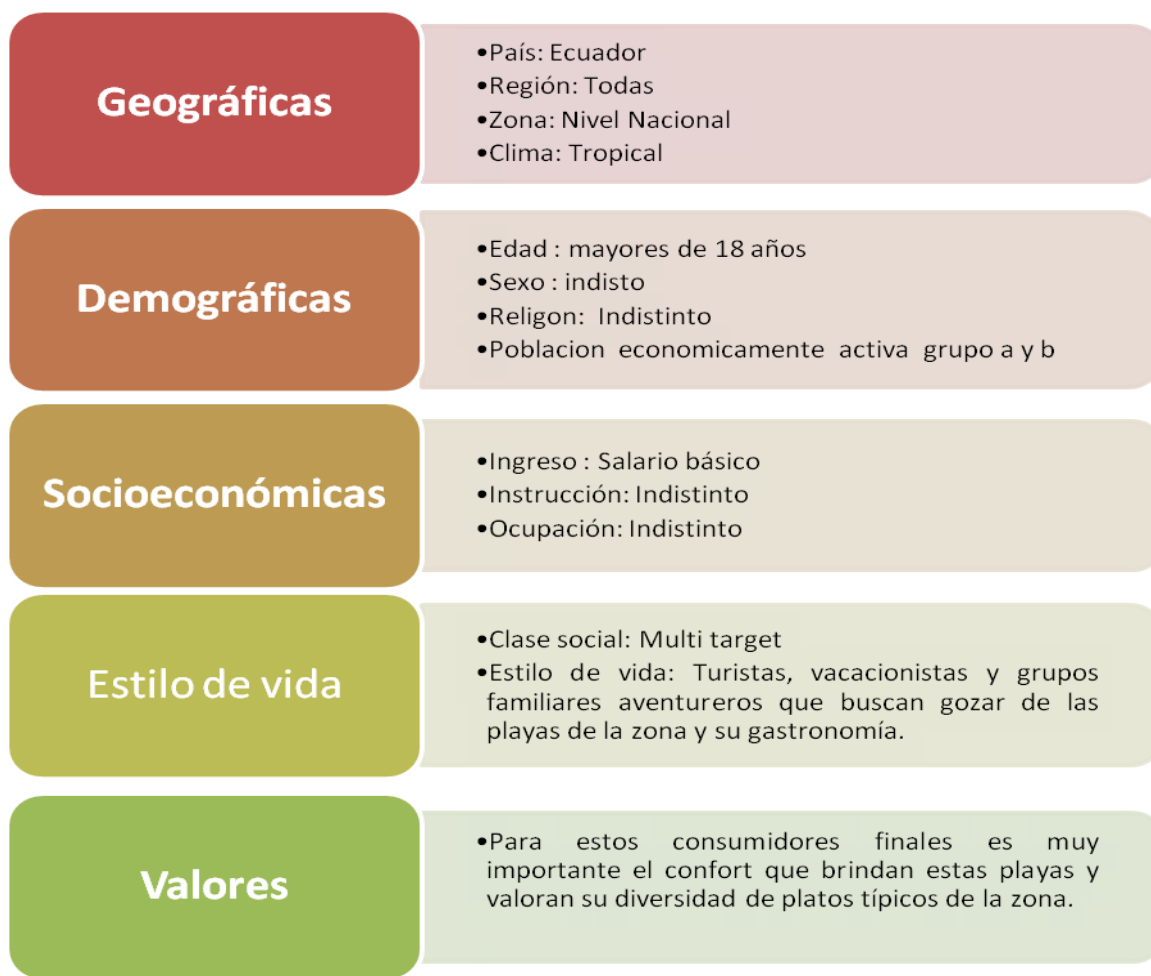 Geográficas
•País: Ecuador
•Región: Todas
•Zona: Nivel Nacional
•Clima: Tropical
Demográficas
•Edad : mayores de 18 años
•Sexo : indisto
•Religon: Indistinto
•Poblacion economicamente activa grupo a y b
Socioeconómicas
•Ingreso : Salario básico
•Instrucción: Indistinto
•Ocupación: Indistinto
Estilo de vida
•Clase social: Multi target
•Estilo de vida: Turistas, vacacionistas y grupos
familiares aventureros que buscan gozar de las
playas de la zona y su gastronomía.
Valores
•Para estos consumidores finales es muy
importante el confort que brindan estas playas y
valoran su diversidad de platos típicos de la zona.